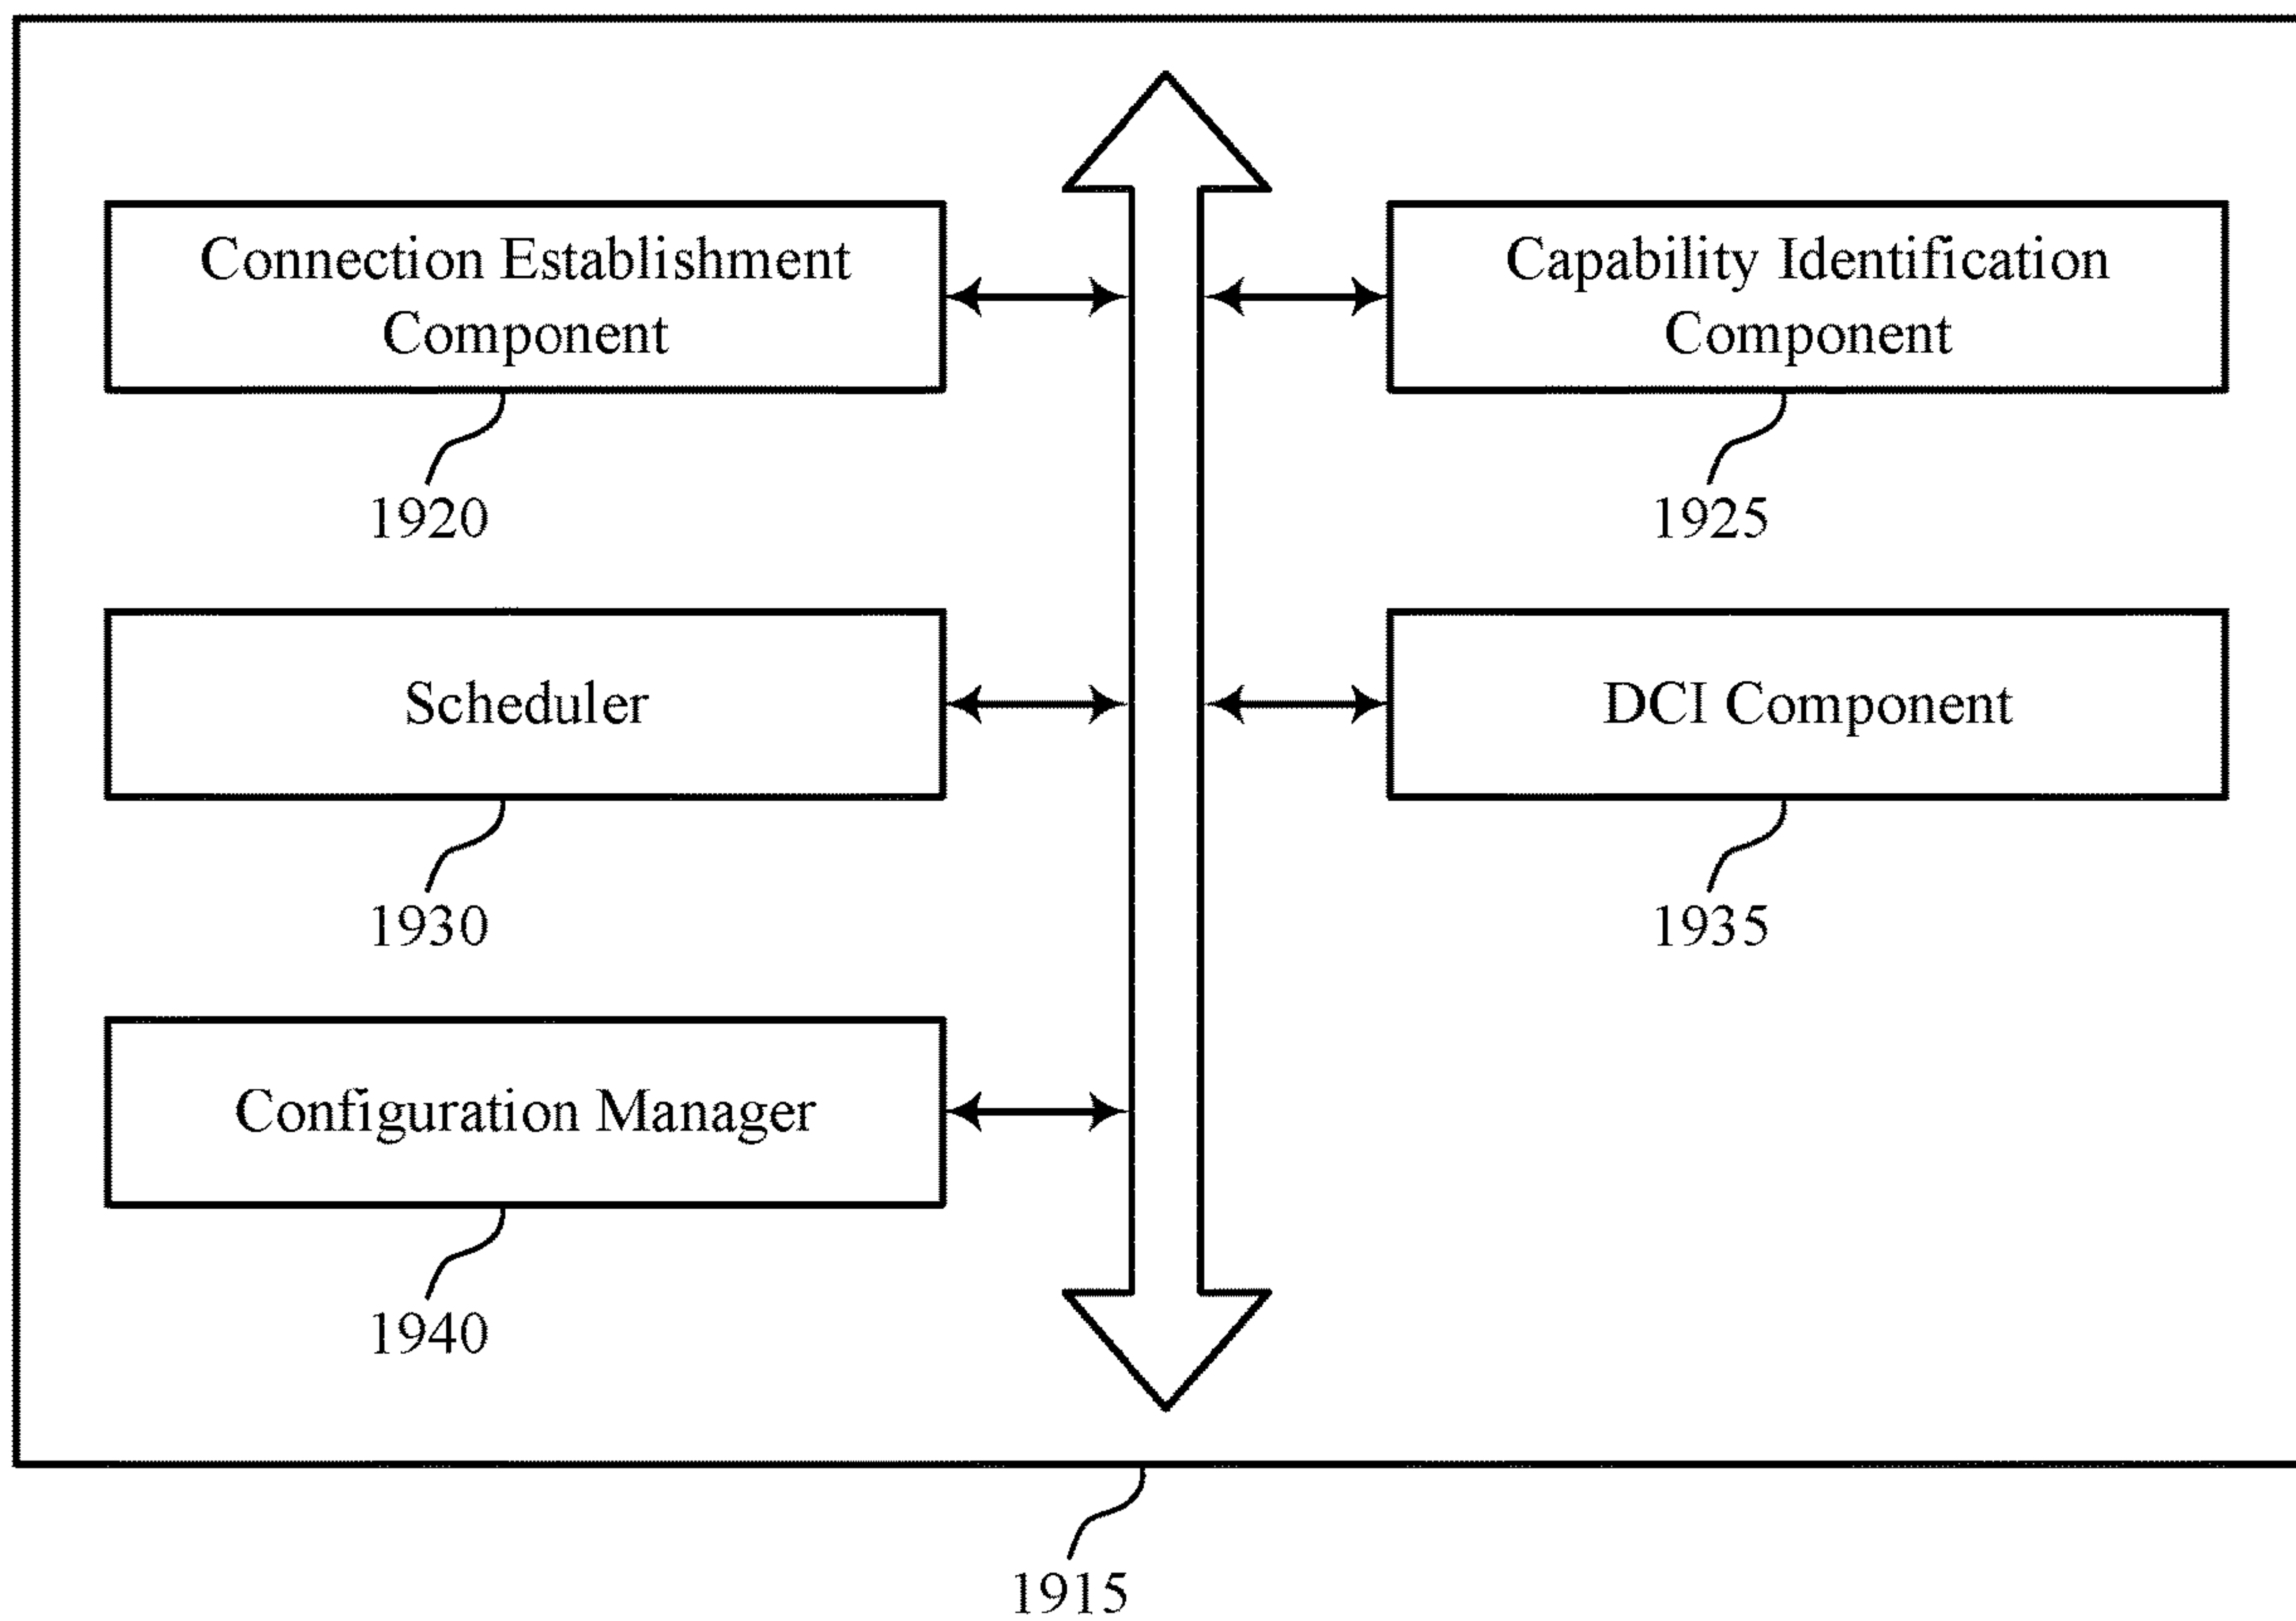 Connection Establishment
Component
1920
Capability Identification
Component
1925
Scheduler
1930
DCI Component
1935
Configuration Manager
1940
1915